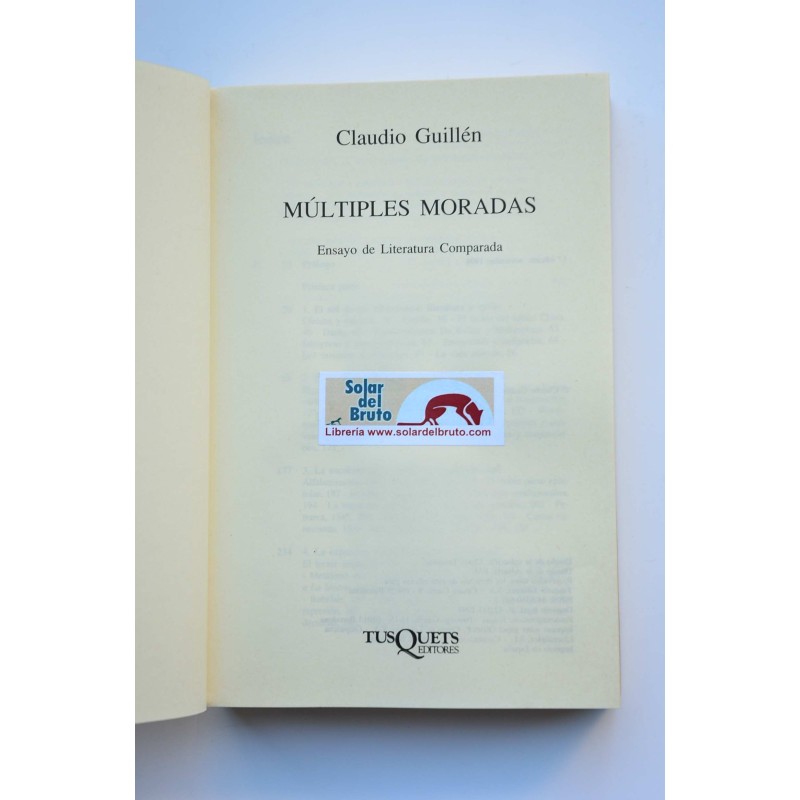 Claudio Guillén
MÚLTIPLES MORADAS
Ensayo de Literatura Comparada
Solar
del
Bruto
Librería www.solardelbruto.com
TUSQUETS
EDITORES